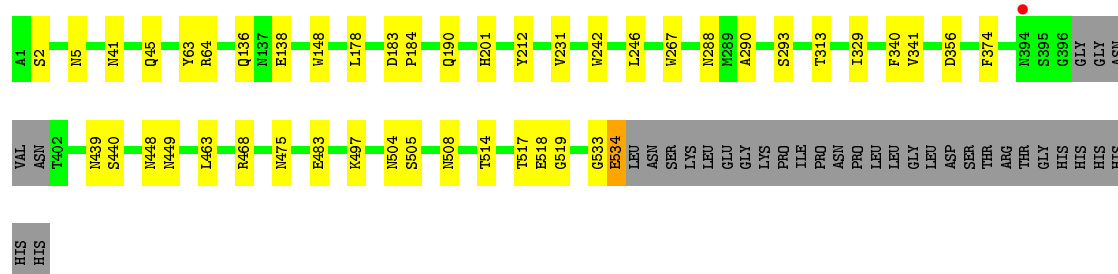 A1 S2 N5 N41 Q45 Y63 R64 Q136 N137 E138 W148 L178 D183 P184 Q190 H201 Y212 V231 W242 L246 W267 N288 M289 A290 S293 T313 I329 F340 V341 D356 F374 N394 S395 G396 GLY GLY ASN
VAL ASN T402 N439 S440 N448 N449 L463 R468 N475 E483 K497 N504 S505 N508 T514 T517 E518 G519 G533 E534 LEU ASN SER LYS LEU GLU GLY LYS PRO ILE PRO ASN PRO LEU LEU GLY LEU ASP SER THR ARG THR GLY HIS HIS HIS HIS
HIS HIS